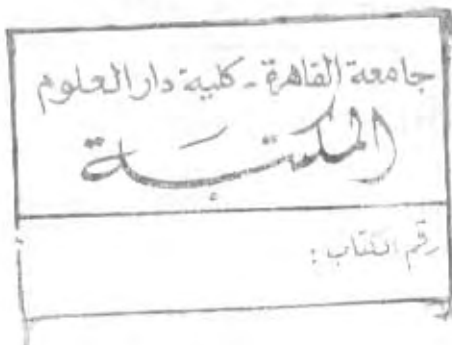 جامعة القاهرة - كلية دار العلوم
المكتبة
رقم الكتاب :